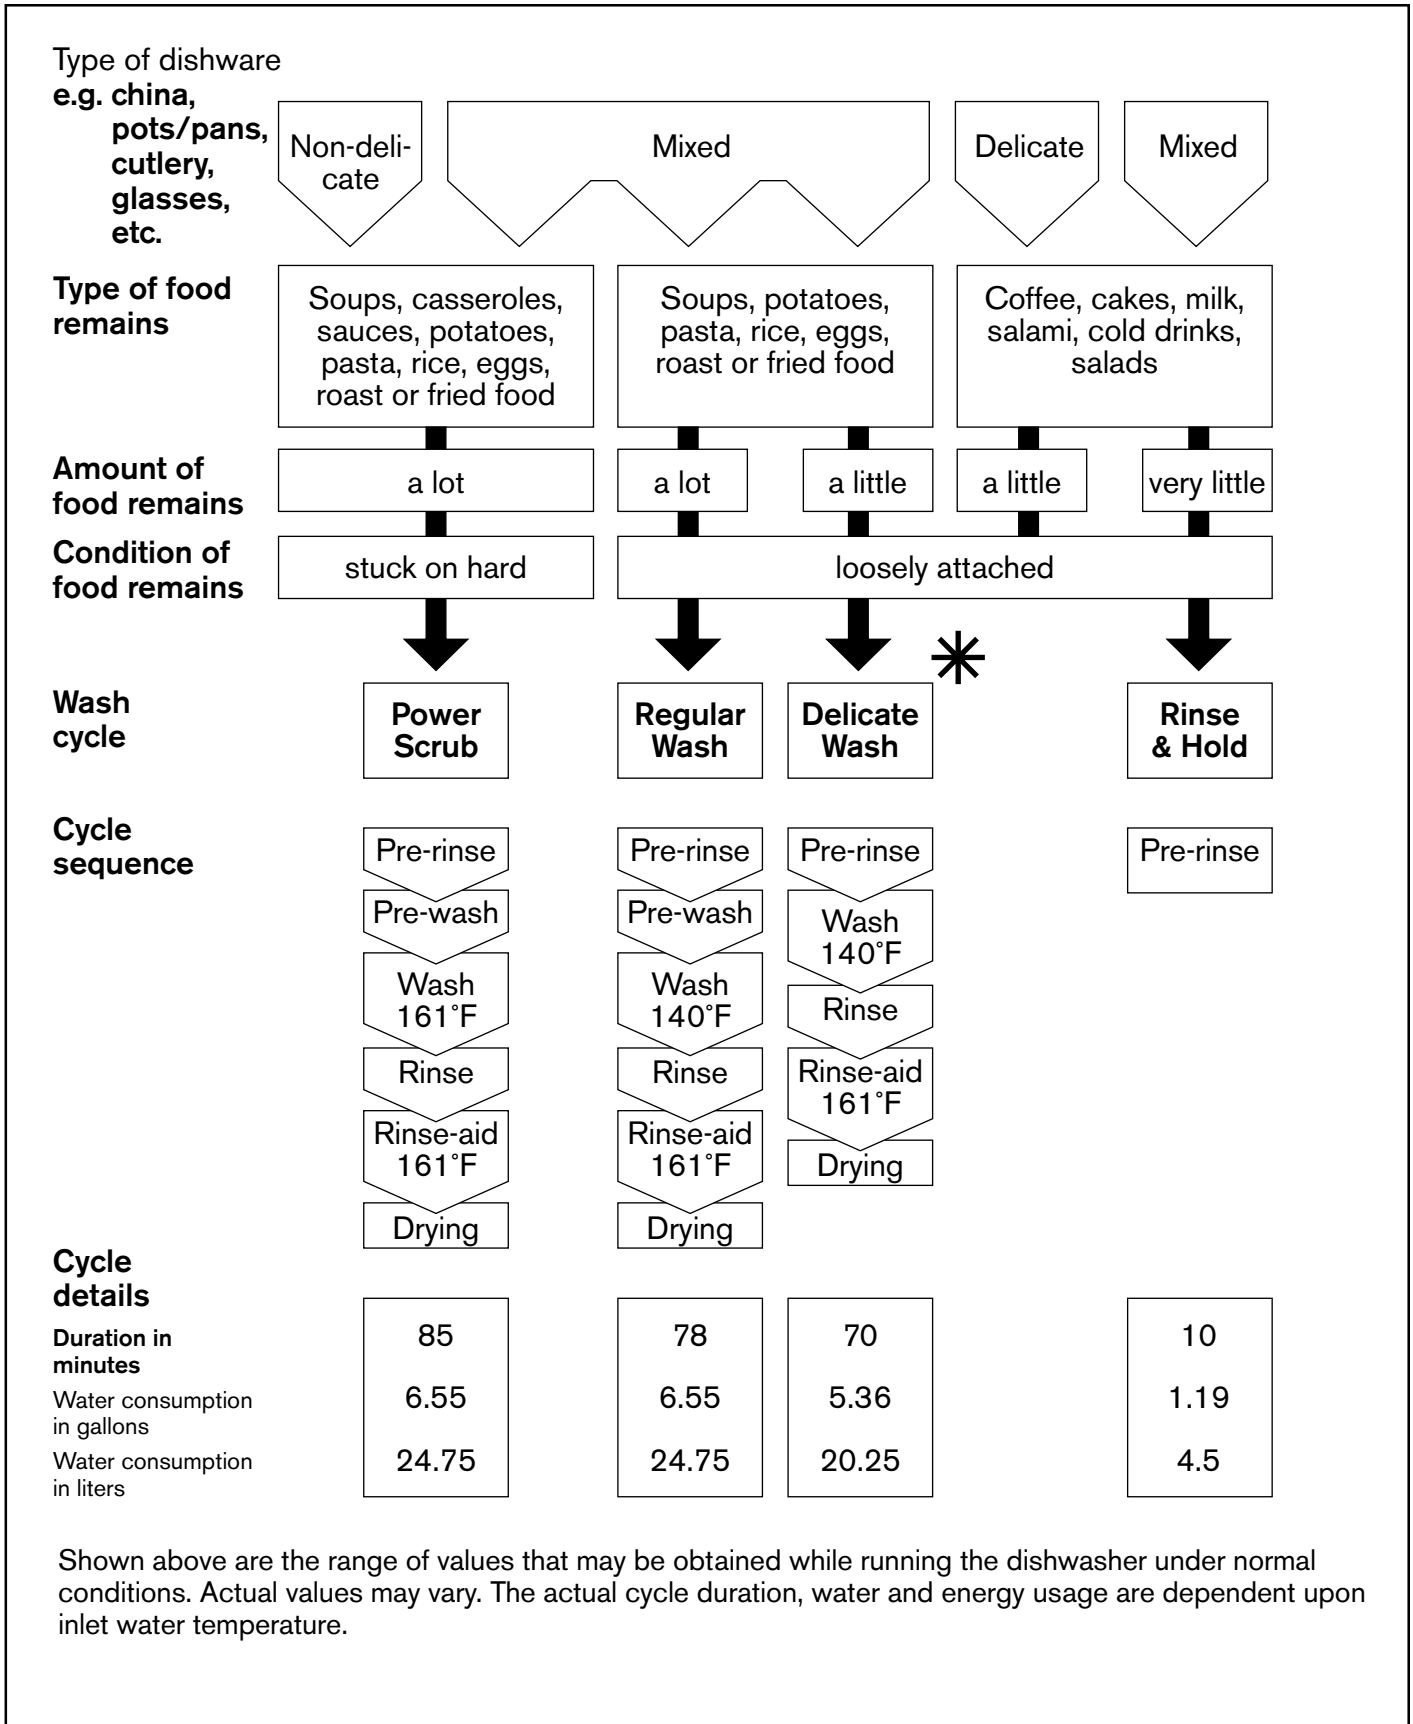 Type of dishware
e.g. china,
pots/pans,
cutlery,
glasses,
etc.
Non-deli-
cate
Mixed
Delicate
Mixed
Type of food
remains
Soups, casseroles,
sauces, potatoes,
pasta, rice, eggs,
roast or fried food
Soups, potatoes,
pasta, rice, eggs,
roast or fried food
Coffee, cakes, milk,
salami, cold drinks,
salads
Amount of
food remains
a lot
a lot
a little
a little
very little
Condition of
food remains
stuck on hard
loosely attached
Wash
cycle
Power
Scrub
Regular
Wash
Delicate
Wash
Rinse
& Hold
Cycle
sequence
Pre-rinse
Pre-wash
Wash
161°F
Rinse
Rinse-aid
161°F
Drying
Pre-rinse
Pre-wash
Wash
140°F
Rinse
Rinse-aid
161°F
Drying
Pre-rinse
Wash
140°F
Rinse
Rinse-aid
161°F
Drying
Pre-rinse
Cycle
details
Duration in
minutes
85
78
70
10
Water consumption
in gallons
6.55
6.55
5.36
1.19
Water consumption
in liters
24.75
24.75
20.25
4.5
Shown above are the range of values that may be obtained while running the dishwasher under normal
conditions. Actual values may vary. The actual cycle duration, water and energy usage are dependent upon
inlet water temperature.